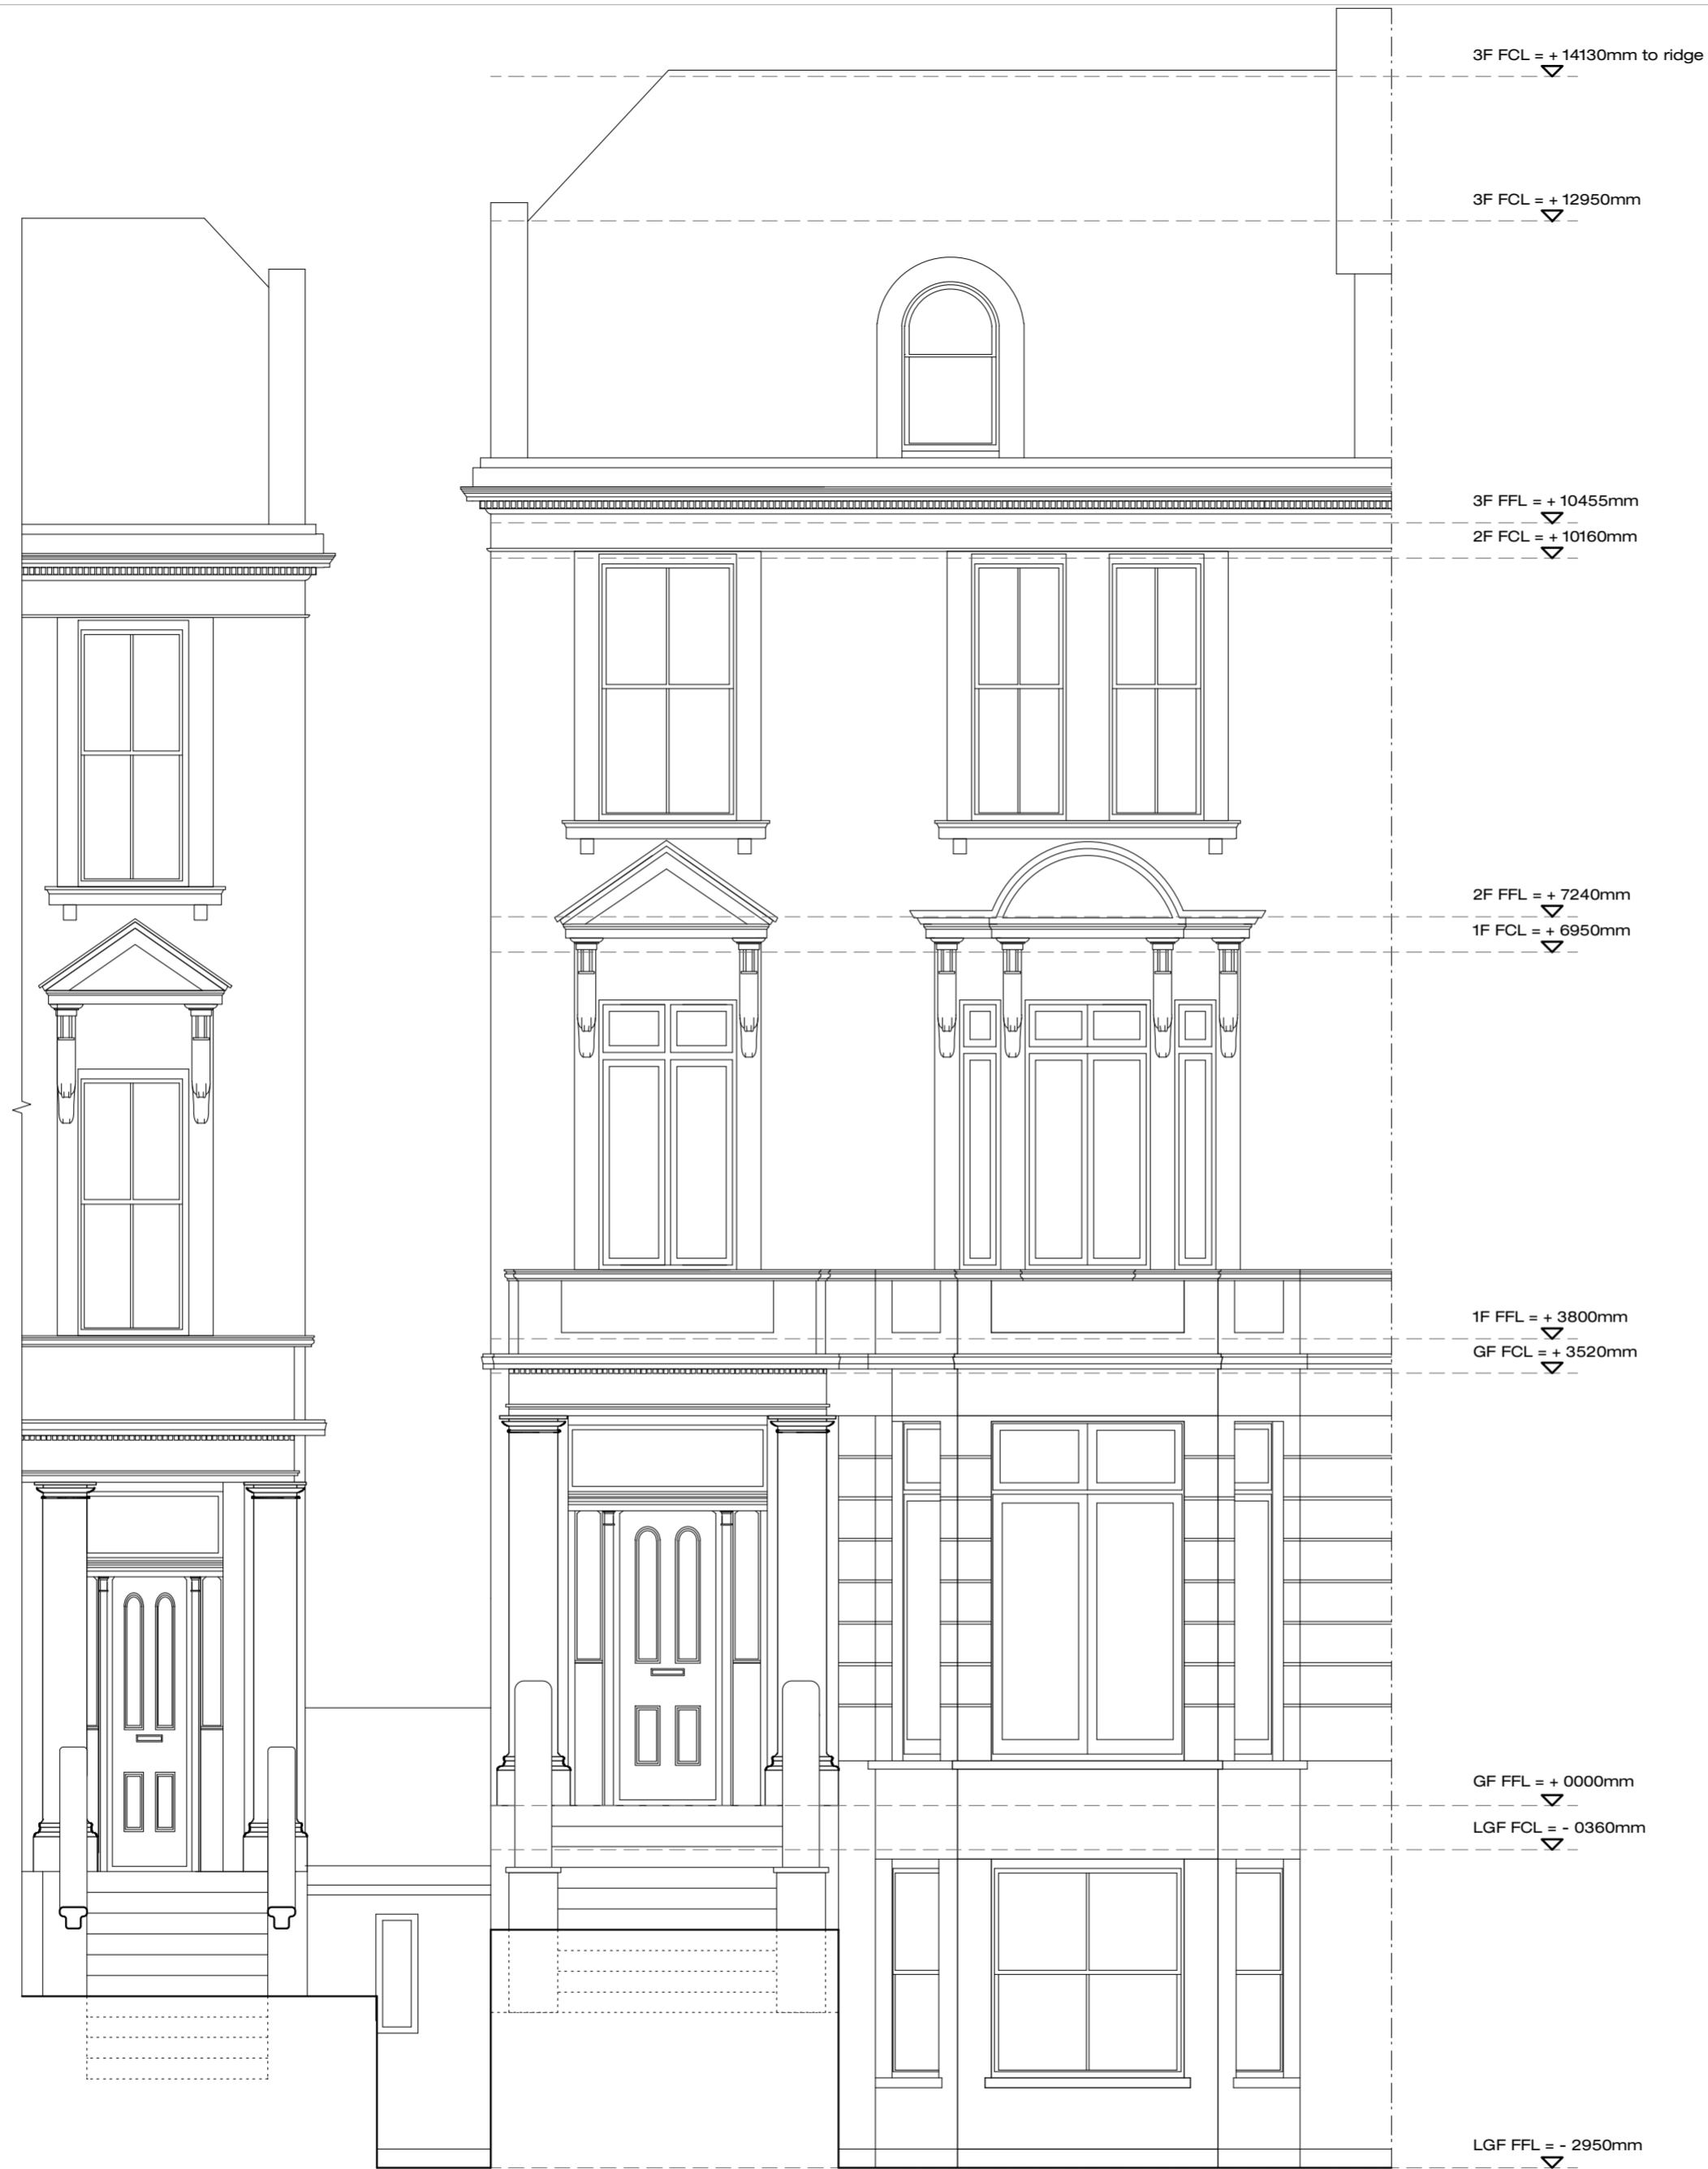 3F FCL = + 14130mm to ridge
3F FCL = + 12950mm
3F FFL = + 10455mm
2F FCL = + 10160mm
2F FFL = + 7240mm
1F FCL = + 6950mm
1F FFL = + 3800mm
GF FCL = + 3520mm
GF FFL = + 0000mm
LGF FCL = - 0360mm
LGF FFL = - 2950mm